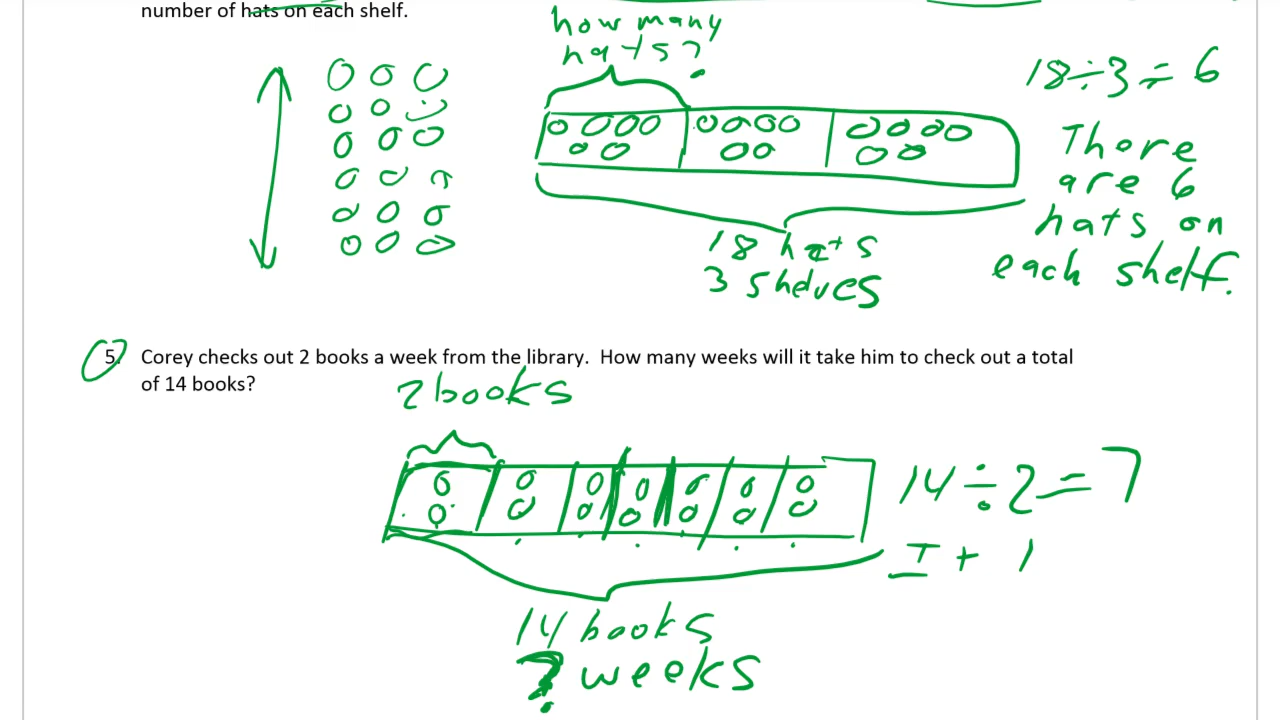 number of hats on each shelf.
how many
hats?
18÷3=6
There
are 6
hats on
each shelf.
18 hats
3 shelves
5. Corey checks out 2 books a week from the library. How many weeks will it take him to check out a total
of 14 books?
2 books
14÷2=7
It
14 books
? weeks